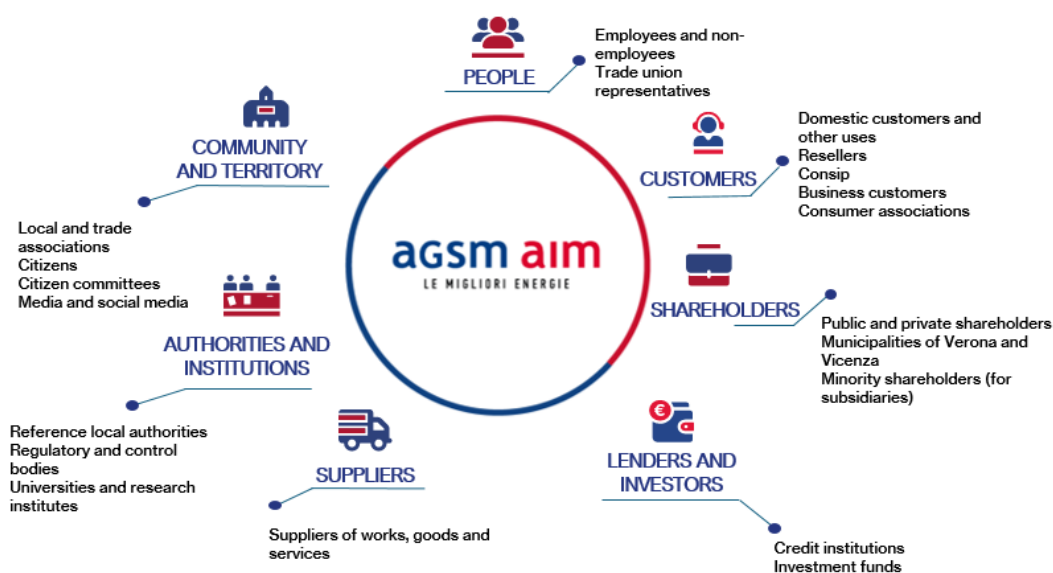 PEOPLE
Employees and non-
employees
Trade union
representatives
CUSTOMERS
Domestic customers and
other uses
Resellers
Consip
Business customers
Consumer associations
SHAREHOLDERS
Public and private shareholders
Municipalities of Verona and
Vicenza
Minority shareholders (for
subsidiaries)
€
LENDERS AND
INVESTORS
Credit institutions
Investment funds
SUPPLIERS
Suppliers of works, goods and
services
AUTHORITIES AND
INSTITUTIONS
Reference local authorities
Regulatory and control
bodies
Universities and research
institutes
COMMUNITY
AND TERRITORY
Local and trade
associations
Citizens
Citizen committees
Media and social media
agsm aim
LE MIGLIORI ENERGIE